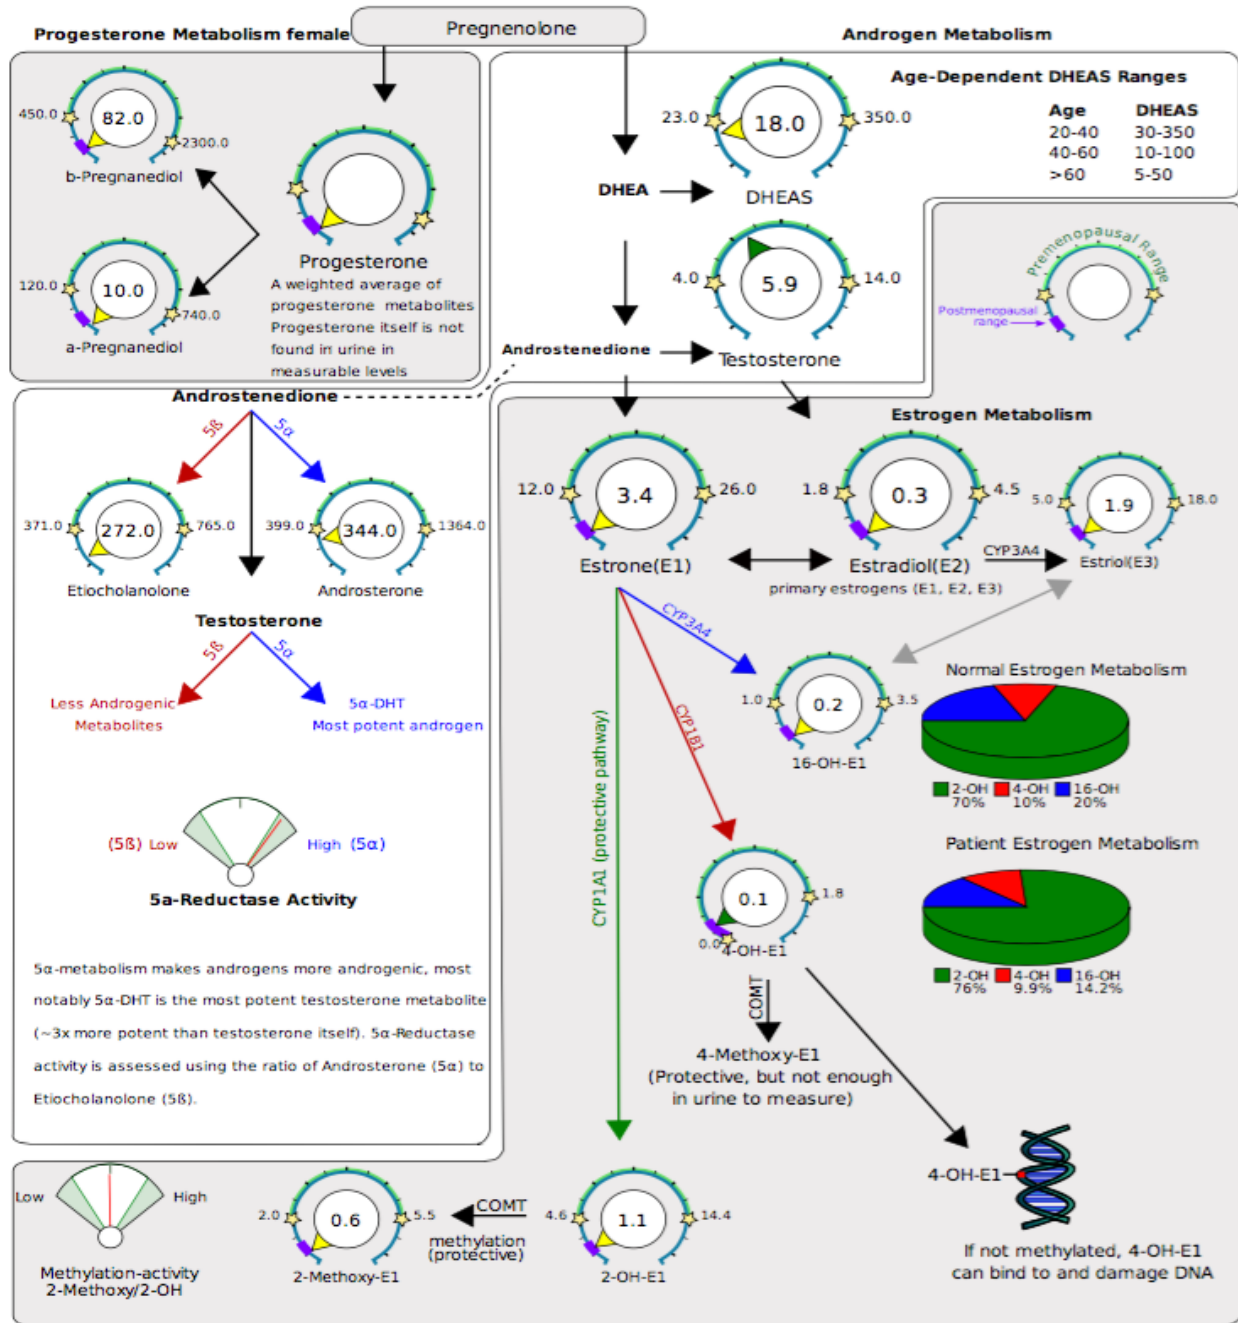 Pregnenolone
Progesterone Metabolism female
Androgen Metabolism
450.0
82.0
2300.0
b-Pregnanediol
120.0
10.0
740.0
a-Pregnanediol
Progesterone
A weighted average of
progesterone metabolites
Progesterone itself is not
found in urine in
measurable levels
Age-Dependent DHEAS Ranges
Age DHEAS
20-40 30-350
40-60 10-100
>60 5-50
23.0
18.0
350.0
DHEA
DHEAS
4.0
5.9
14.0
Androstenedione
Testosterone
Premenopausal Range
Postmenopausal
range
Androstenedione
5ß
5α
371.0
272.0
765.0
Etiocholanolone
399.0
344.0
1364.0
Androsterone
Testosterone
5ß
5α
Less Androgenic
Metabolites
5α-DHT
Most potent androgen
(5ß) Low
High (5α)
5a-Reductase Activity
5α-metabolism makes androgens more androgenic, most
notably 5α-DHT is the most potent testosterone metabolite
(~3x more potent than testosterone itself). 5α-Reductase
activity is assessed using the ratio of Androsterone (5α) to
Etiocholanolone (5ß).
Estrogen Metabolism
12.0
3.4
26.0
Estrone(E1)
1.8
0.3
4.5
Estradiol(E2)
CYP3A4
5.0
1.9
18.0
Estriol(E3)
primary estrogens (E1, E2, E3)
CYP3A4
1.0
0.2
3.5
16-OH-E1
CYP1B1
CYP1A1 (protective pathway)
Normal Estrogen Metabolism
2-OH 4-OH 16-OH
70% 10% 20%
Patient Estrogen Metabolism
2-OH 4-OH 16-OH
76% 9.9% 14.2%
0.1
1.8
0.0
4-OH-E1
COMT
4-Methoxy-E1
(Protective, but not enough
in urine to measure)
4-OH-E1
If not methylated, 4-OH-E1
can bind to and damage DNA
Low
High
Methylation-activity
2-Methoxy/2-OH
2.0
0.6
5.5
2-Methoxy-E1
COMT
methylation
(protective)
4.6
1.1
14.4
2-OH-E1